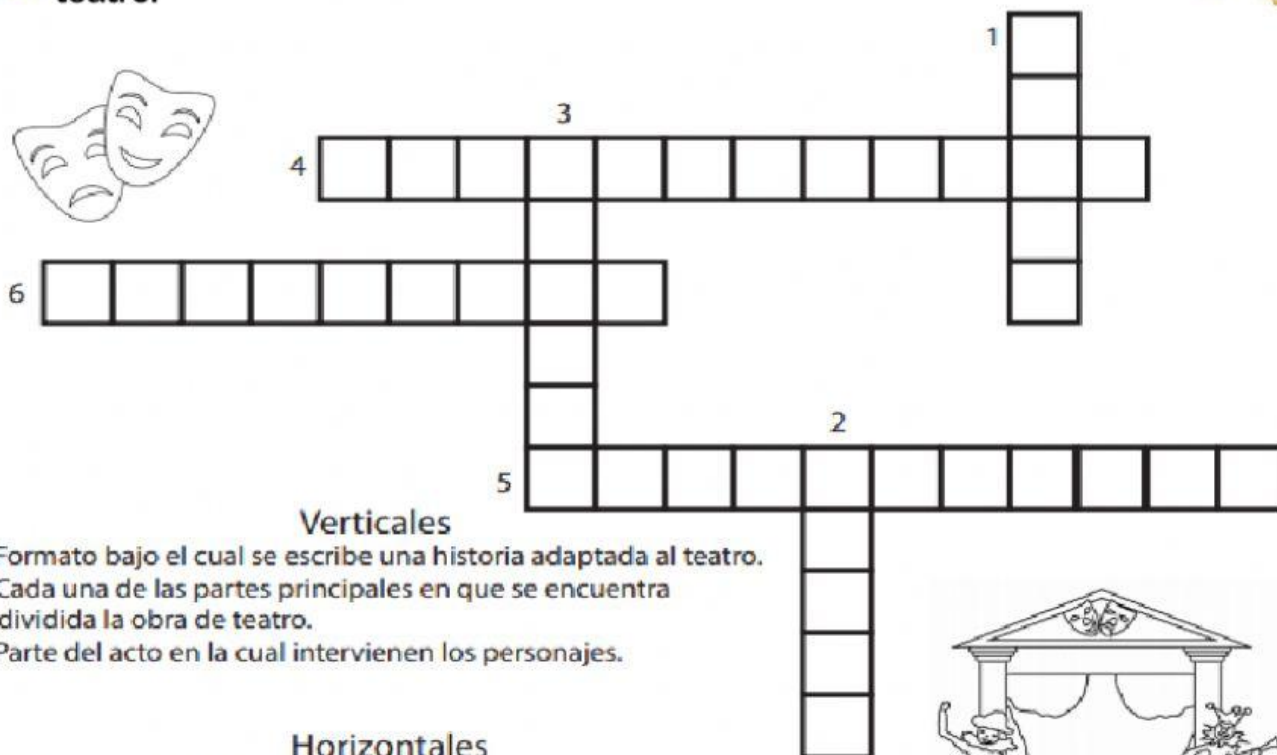 teatro.
1
3
4
6
2
5
Verticales
Formato bajo el cual se escribe una historia adaptada al teatro.
Cada una de las partes principales en que se encuentra
dividida la obra de teatro.
Parte del acto en la cual intervienen los personajes.
Horizontales